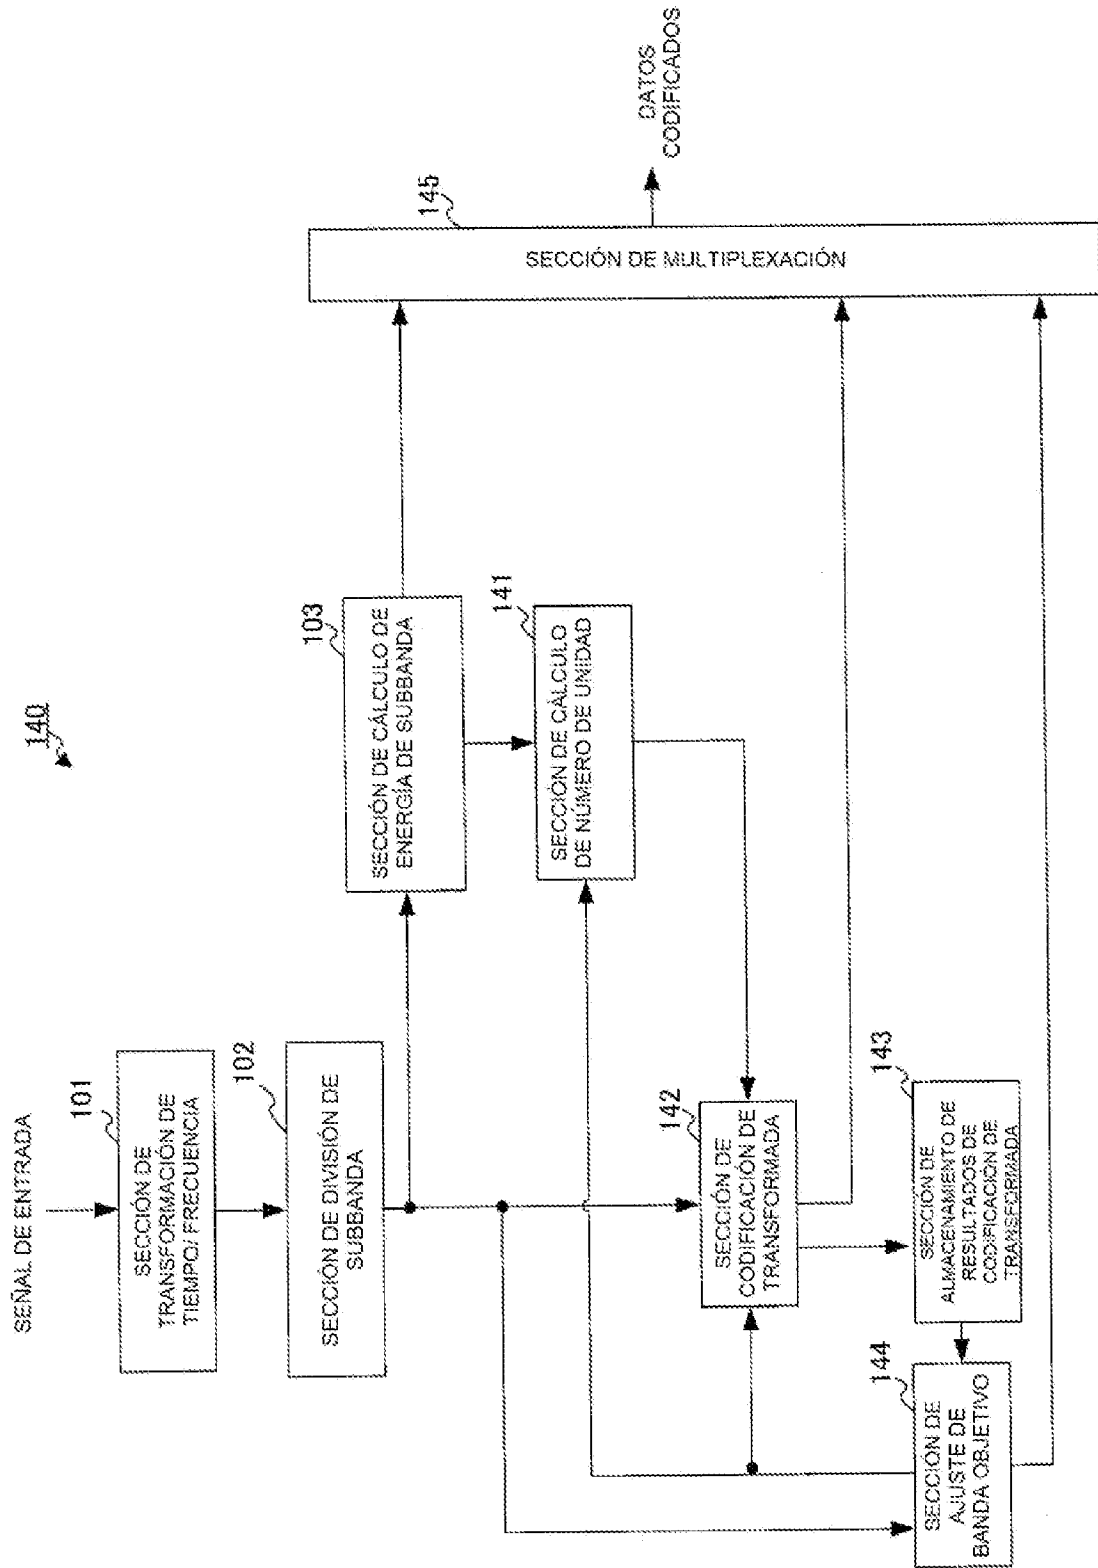 140
SEÑAL DE ENTRADA
101
SECCIÓN DE
TRANSFORMACIÓN DE
TIEMPO/ FRECUENCIA
102
SECCIÓN DE DIVISIÓN DE
SUBBANDA
103
SECCIÓN DE CÁLCULO DE
ENERGÍA DE SUBBANDA
141
SECCIÓN DE CÁLCULO
DE NÚMERO DE UNIDAD
142
SECCIÓN DE
CODIFICACIÓN DE
TRANSFORMADA
143
SECCIÓN DE
ALMACENAMIENTO DE
RESULTADOS DE
CODIFICACIÓN DE
TRANSFORMADA
144
SECCIÓN DE
AJUSTE DE
BANDA OBJETIVO
145
SECCIÓN DE MULTIPLEXACIÓN
DATOS
CODIFICADOS